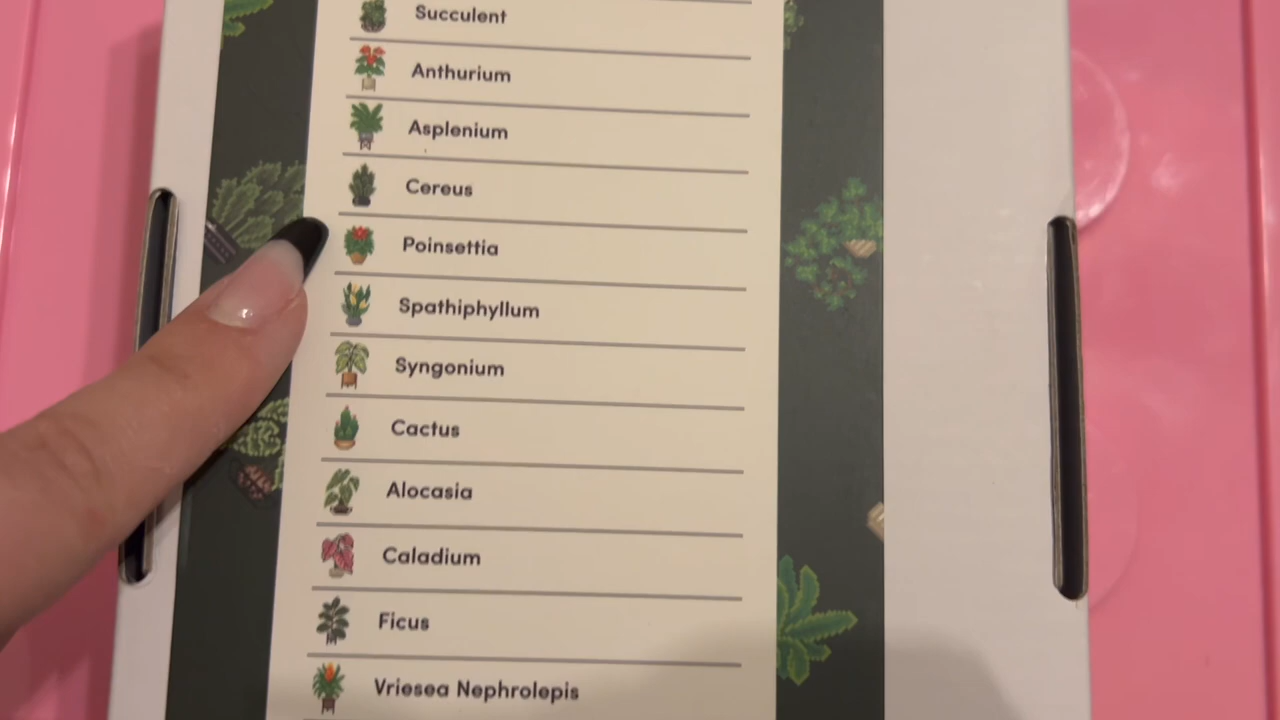 Succulent
Anthurium
Asplenium
Cereus
Poinsettia
Spathiphyllum
Syngonium
Cactus
Alocasia
Caladium
Ficus
Vriesea Nephrolepis